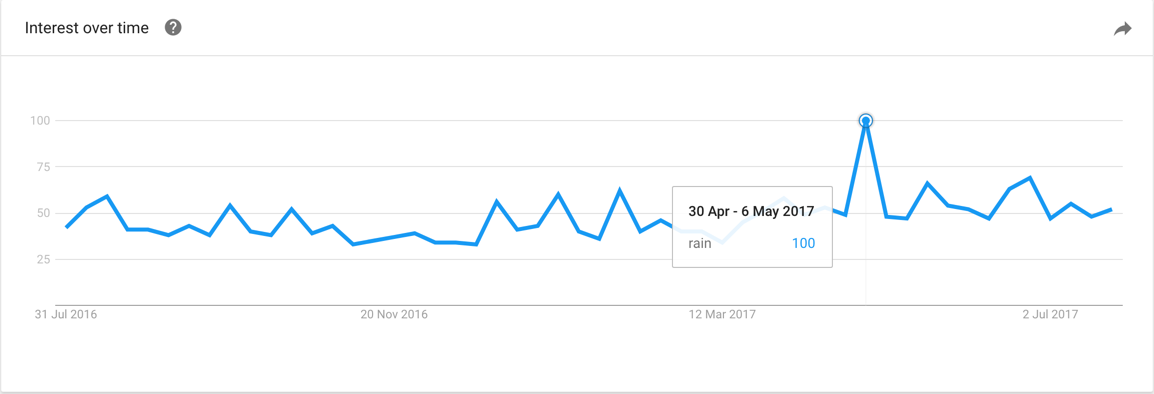 Interest over time ?
100
75
50
25
30 Apr - 6 May 2017
rain 100
31 Jul 2016 20 Nov 2016 12 Mar 2017 2 Jul 2017